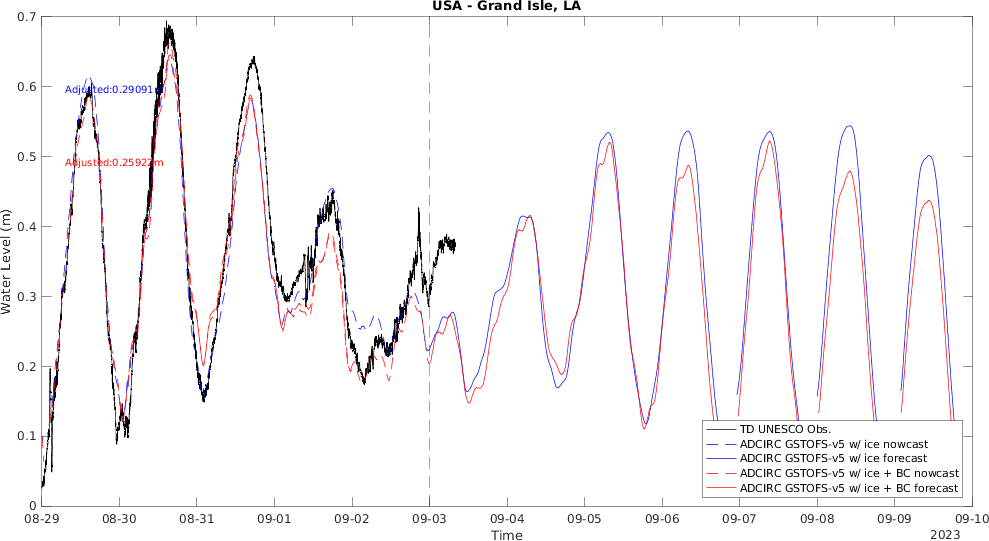 USA - Grand Isle, LA
0.7
0.6
0.5
0.4
0.3
0.2
0.1
0
Water Level (m)
Adjusted:0.29091m
Adjusted:0.25922m
TD UNESCO Obs.
ADCIRC GSTOFS-v5 w/ ice nowcast
ADCIRC GSTOFS-v5 w/ ice forecast
ADCIRC GSTOFS-v5 w/ ice + BC nowcast
ADCIRC GSTOFS-v5 w/ ice + BC forecast
08-29 08-30 08-31 09-01 09-02 09-03 09-04 09-05 09-06 09-07 09-08 09-09 09-10
Time
2023